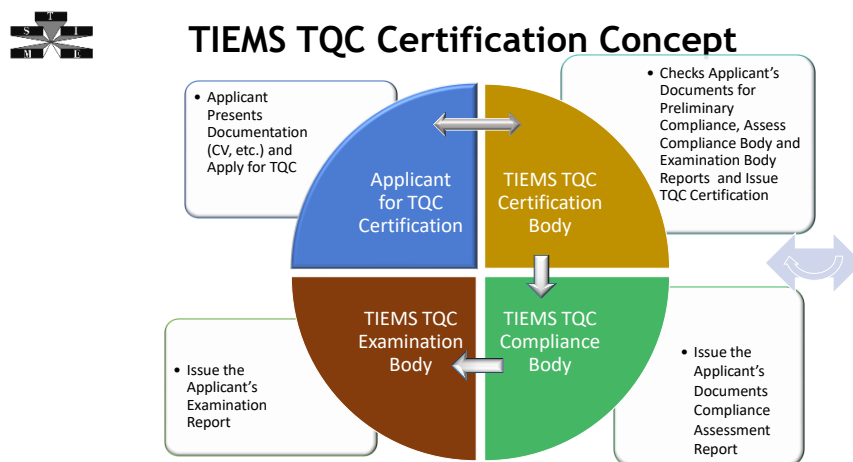 T
S I
M E
TIEMS TQC Certification Concept
• Applicant
Presents
Documentation
(CV, etc.) and
Apply for TQC
• Checks Applicant's
Documents for
Preliminary
Compliance, Assess
Compliance Body and
Examination Body
Reports and Issue
TQC Certification
Applicant
for TQC
Certification
TIEMS TQC
Certification
Body
TIEMS TQC
Examination
Body
TIEMS TQC
Compliance
Body
• Issue the
Applicant's
Examination
Report
• Issue the
Applicant's
Documents
Compliance
Assessment
Report